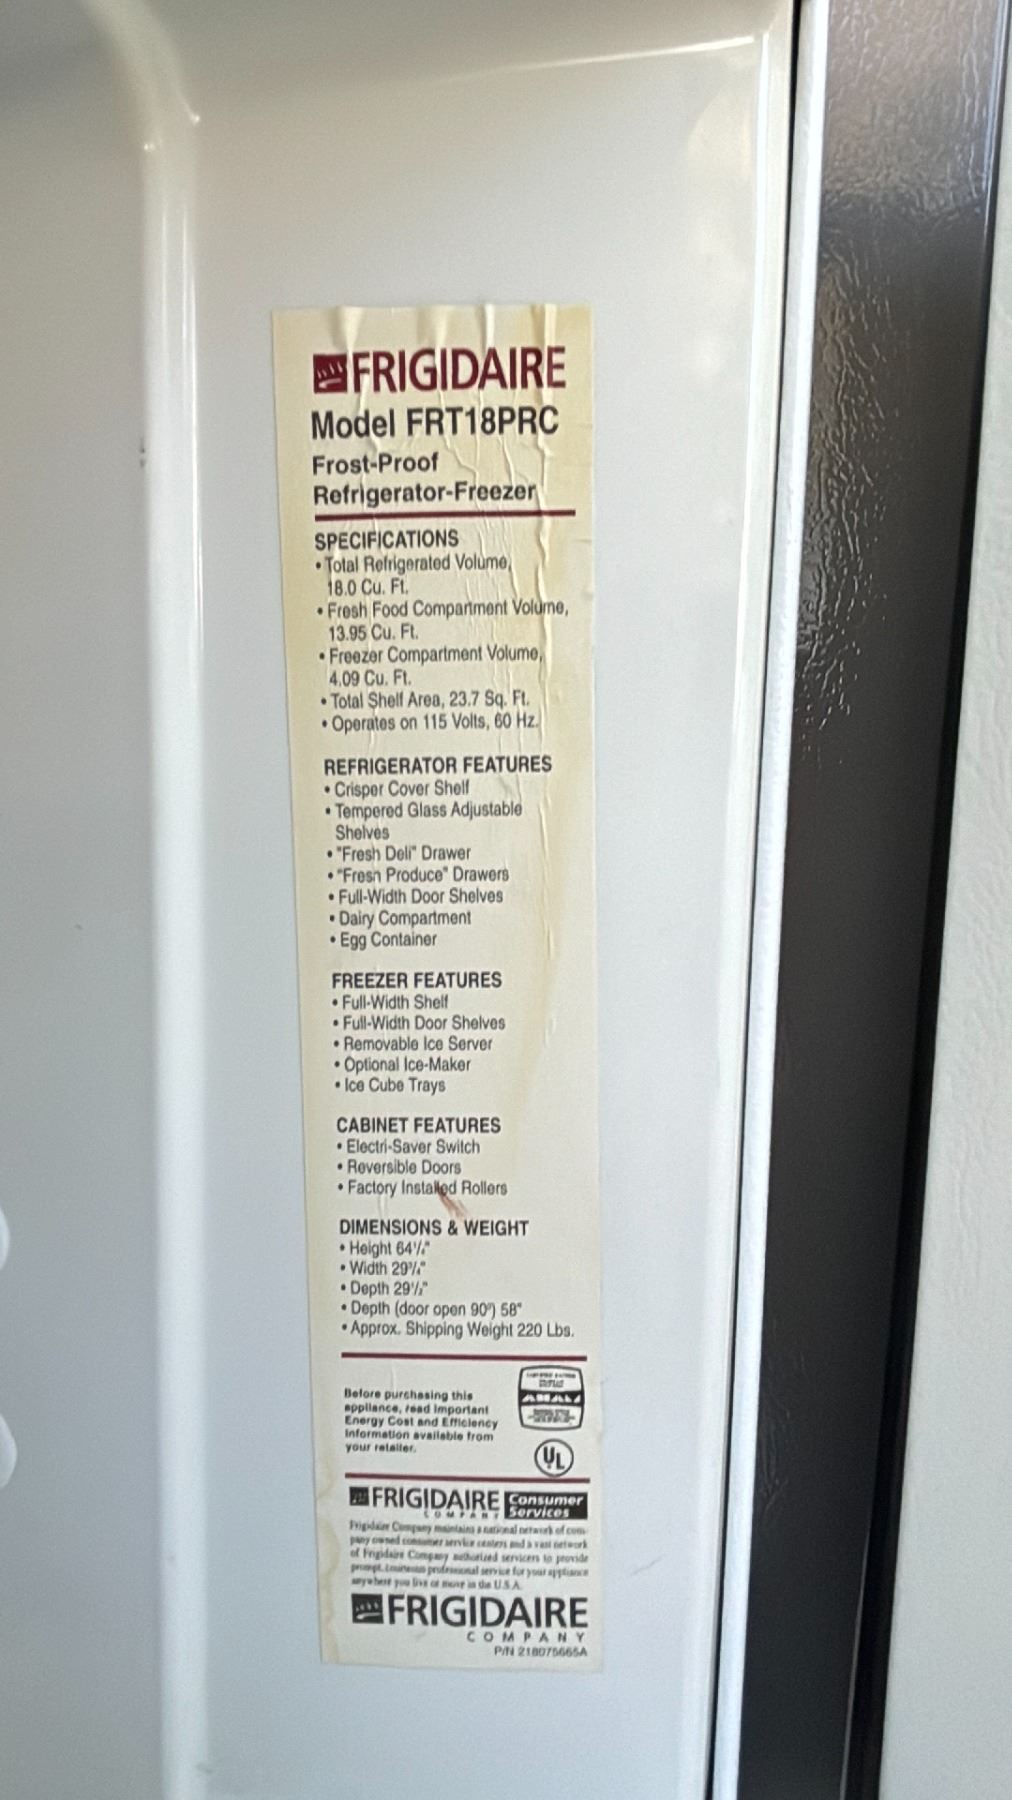 FRIGIDAIRE
Model FRT18PRC
Frost-Proof
Refrigerator-Freezer
SPECIFICATIONS
• Total Refrigerated Volume,
18.0 Cu. Ft.
• Fresh Food Compartment Volume,
13.95 Cu. Ft.
• Freezer Compartment Volume,
4.09 Cu. Ft.
• Total Shelf Area, 23.7 Sq. Ft.
• Operates on 115 Volts, 60 Hz.
REFRIGERATOR FEATURES
• Crisper Cover Shelf
• Tempered Glass Adjustable
Shelves
• "Fresh Deli" Drawer
• "Fresh Produce" Drawers
• Full-Width Door Shelves
• Dairy Compartment
• Egg Container
FREEZER FEATURES
• Full-Width Shelf
• Full-Width Door Shelves
• Removable Ice Server
• Optional Ice-Maker
• Ice Cube Trays
CABINET FEATURES
• Electri-Saver Switch
• Reversible Doors
• Factory Installed Rollers
DIMENSIONS & WEIGHT
• Height 64
• Width 29
• Depth 29
• Depth (door open 90°) 58"
• Approx. Shipping Weight 220 Lbs.
Before purchasing this
appliance, read important
Energy Cost and Efficiency
Information available from
your retailer.
AHAM
UL
FRIGIDAIRE Consumer
COMPANY Services
Frigidaire Company maintains a national network of com-
pany owned consumer service centers and a vast network
of Frigidaire Company authorized servicers to provide
prompt, courteous professional service for your appliance
anywhere you live or move in the U.S.A.
FRIGIDAIRE
COMPANY
P/N 218075665A